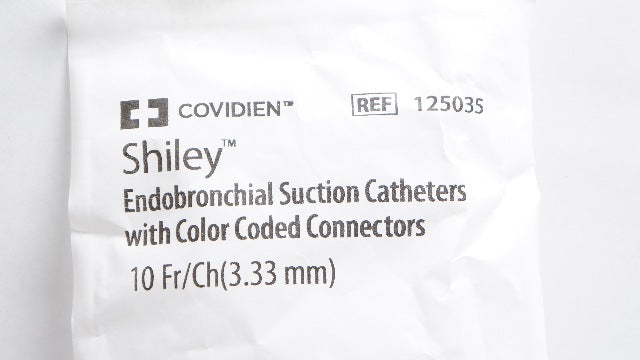 COVIDIEN™ REF 125035
Shiley™
Endobronchial Suction Catheters
with Color Coded Connectors
10 Fr/Ch(3.33 mm)